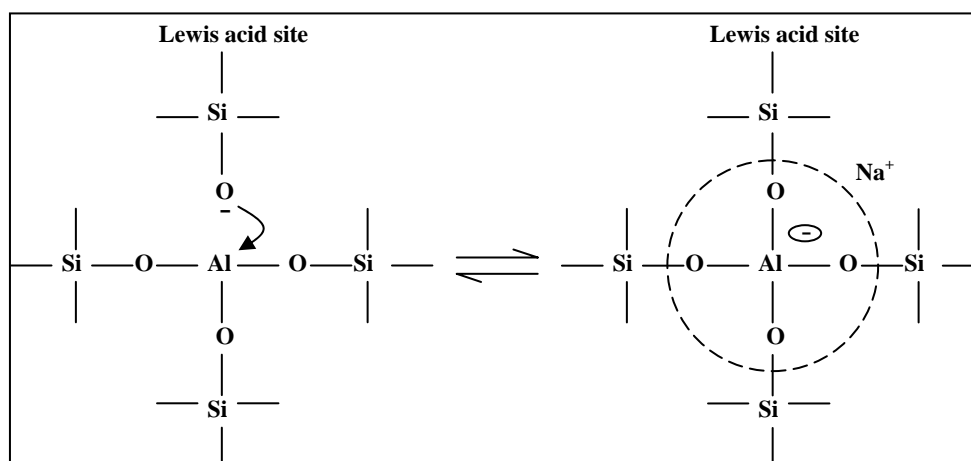 Lewis acid site Lewis acid site
Si Si
Na⁺
O O
- -
Si O Al O Si Si O Al O Si
O O
Si Si